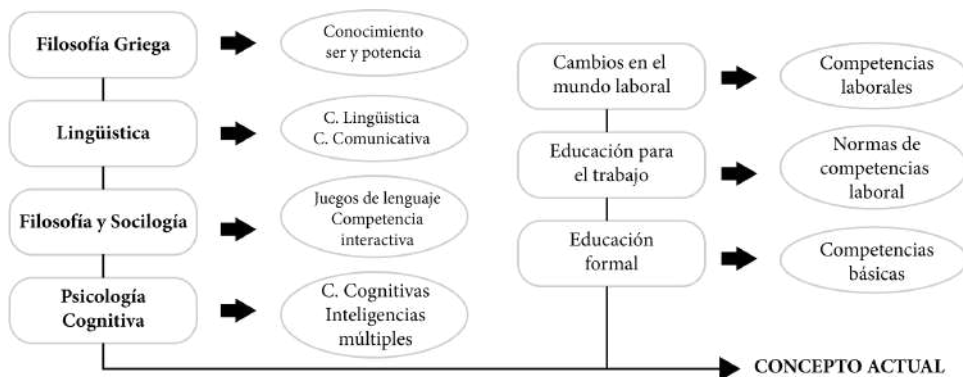 Filosofía Griega
Conocimiento
ser y potencia
Lingüistica
C. Lingüistica
C. Comunicativa
Filosofía y Socilogía
Juegos de lenguaje
Competencia
interactiva
Psicología
Cognitiva
C. Cognitivas
Inteligencias
múltiples
Cambios en el
mundo laboral
Competencias
laborales
Educación para
el trabajo
Normas de
competencias
laboral
Educación
formal
Competencias
básicas
CONCEPTO ACTUAL